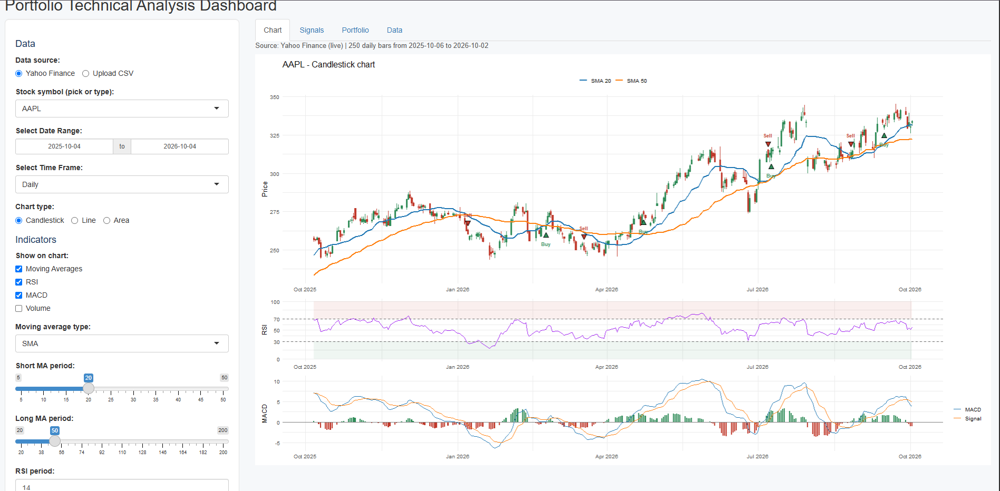 Portfolio Technical Analysis Dashboard
Data
Data source:
Yahoo Finance Upload CSV
Stock symbol (pick or type):
AAPL
Select Date Range:
2025-10-04 to 2026-10-04
Select Time Frame:
Daily
Chart type:
Candlestick Line Area
Indicators
Show on chart:
Moving Averages
RSI
MACD
Volume
Moving average type:
SMA
Short MA period:
5 20 50
5 10 15 20 25 30 35 40 45 50
Long MA period:
20 50 200
20 38 56 74 92 110 128 146 164 182 200
RSI period:
14
Chart Signals Portfolio Data
Source: Yahoo Finance (live) | 250 daily bars from 2025-10-06 to 2026-10-02
AAPL - Candlestick chart
SMA 20 SMA 50
350
325
300
275
250
Price
Sell
Buy
Sell
Buy
Sell
Buy
Sell
Buy
Oct 2025 Jan 2026 Apr 2026 Jul 2026 Oct 2026
100
70
50
30
0
RSI
Oct 2025 Jan 2026 Apr 2026 Jul 2026 Oct 2026
10
5
0
-5
MACD
MACD
Signal
Oct 2025 Jan 2026 Apr 2026 Jul 2026 Oct 2026